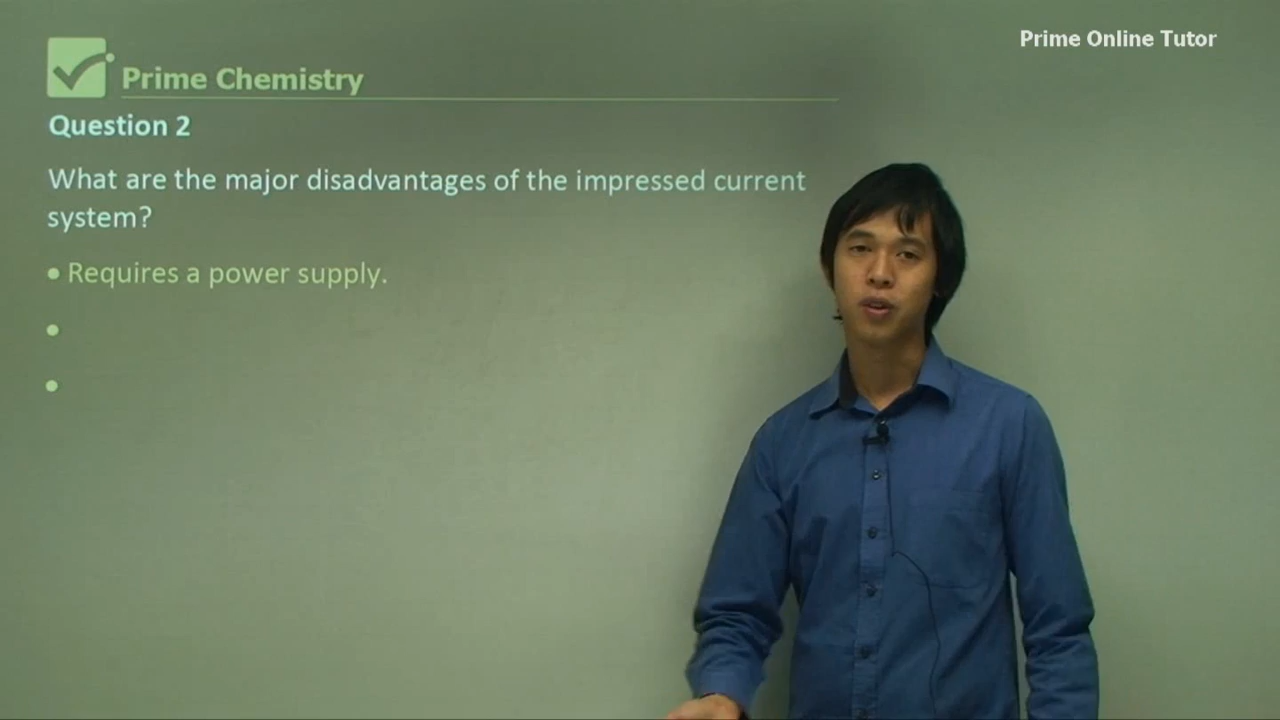 Prime Online Tutor
Prime Chemistry
Question 2
What are the major disadvantages of the impressed current
system?
• Requires a power supply.
•
•